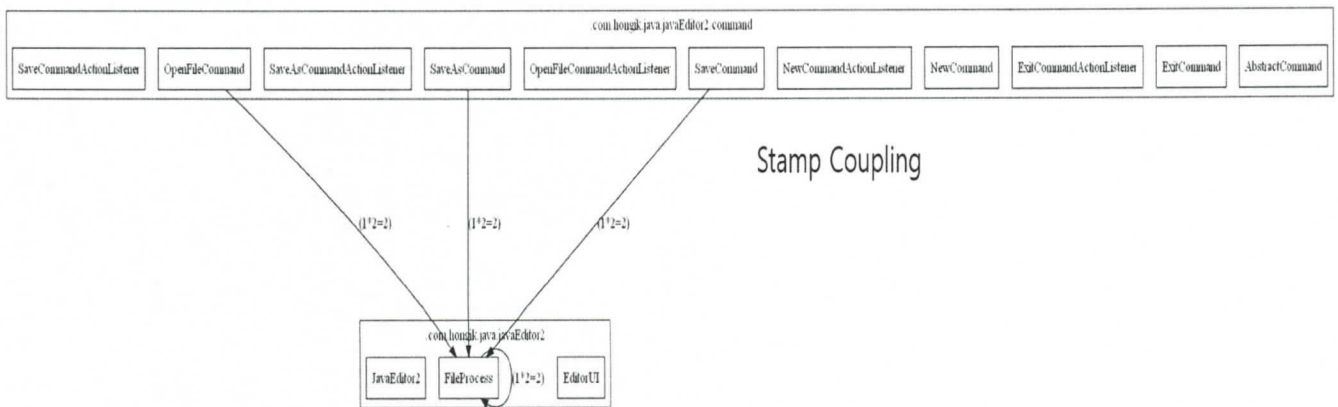 .com.hongik.java.javaEditor2.command
SaveCommandActionListener OpenFileCommand SaveAsCommandActionListener SaveAsCommand OpenFileCommandActionListener SaveCommand NewCommandActionListener NewCommand ExitCommandActionListener ExitCommand AbstractCommand
Stamp Coupling
(1*2=2) (1*2=2) (1*2=2)
.com.hongik.java.javaEditor2
JavaEditor2 FileProcess (1*2=2) EditorUI